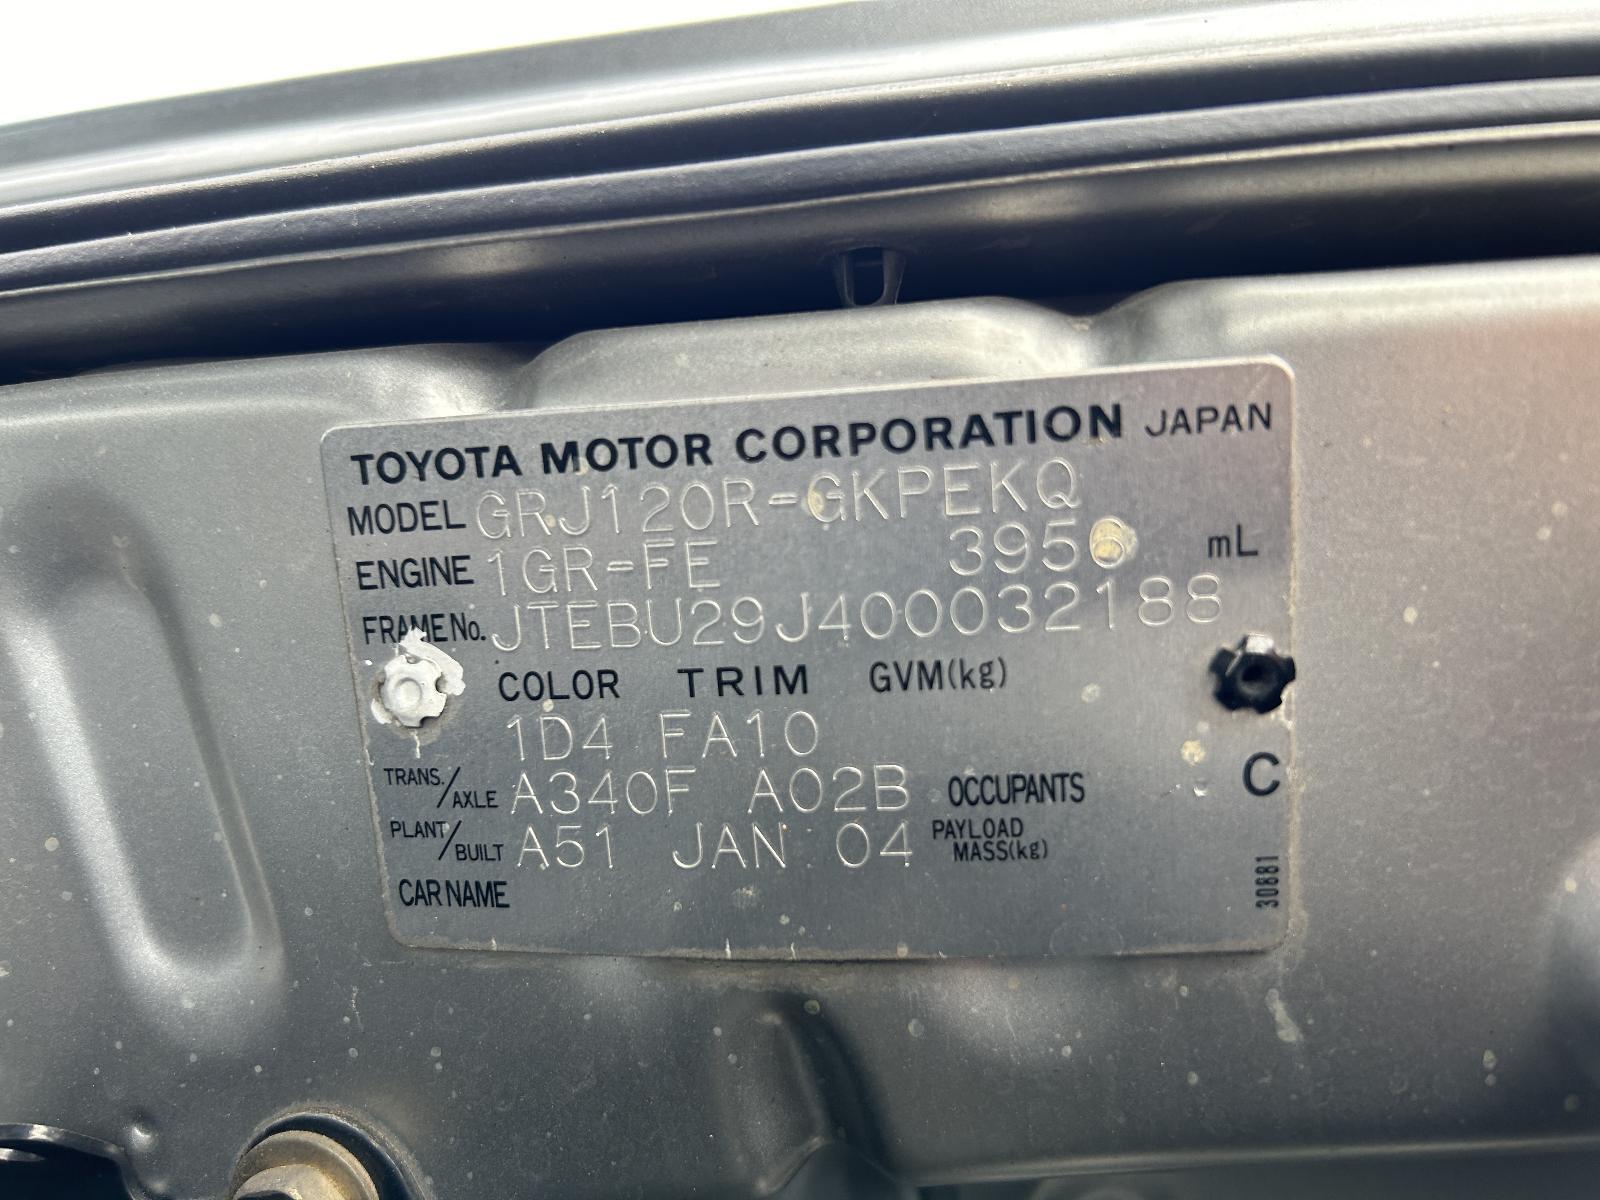 TOYOTA MOTOR CORPORATION JAPAN
MODEL GRJ120R-GKPEKQ
ENGINE 1GR-FE 3956 mL
FRAME No. JTEBU29J400032188
COLOR TRIM GVM(kg)
1D4 FA10
TRANS./AXLE A340F A02B OCCUPANTS C
PLANT/BUILT A51 JAN 04 PAYLOAD MASS(kg)
CAR NAME
30881